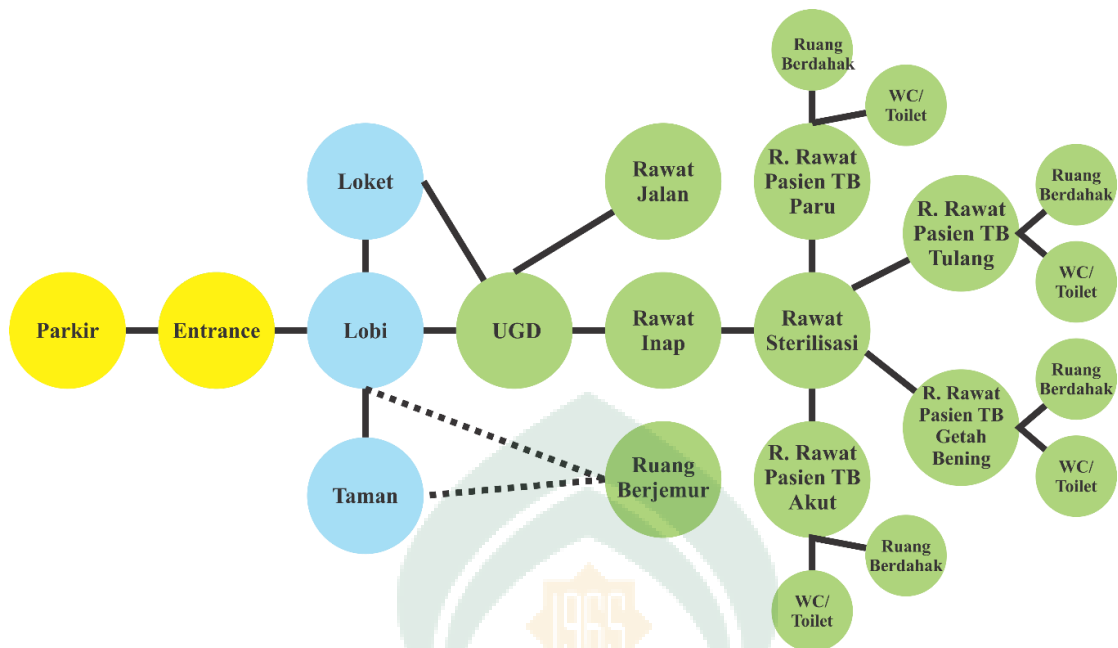 Ruang
Berdahak
WC/
Toilet
Loket
Rawat
Jalan
R. Rawat
Pasien TB
Paru
R. Rawat
Pasien TB
Tulang
Ruang
Berdahak
WC/
Toilet
Parkir
Entrance
Lobi
UGD
Rawat
Inap
Rawat
Sterilisasi
R. Rawat
Pasien TB
Getah
Bening
Ruang
Berdahak
WC/
Toilet
Taman
Ruang
Berjemur
R. Rawat
Pasien TB
Akut
Ruang
Berdahak
WC/
Toilet
1965